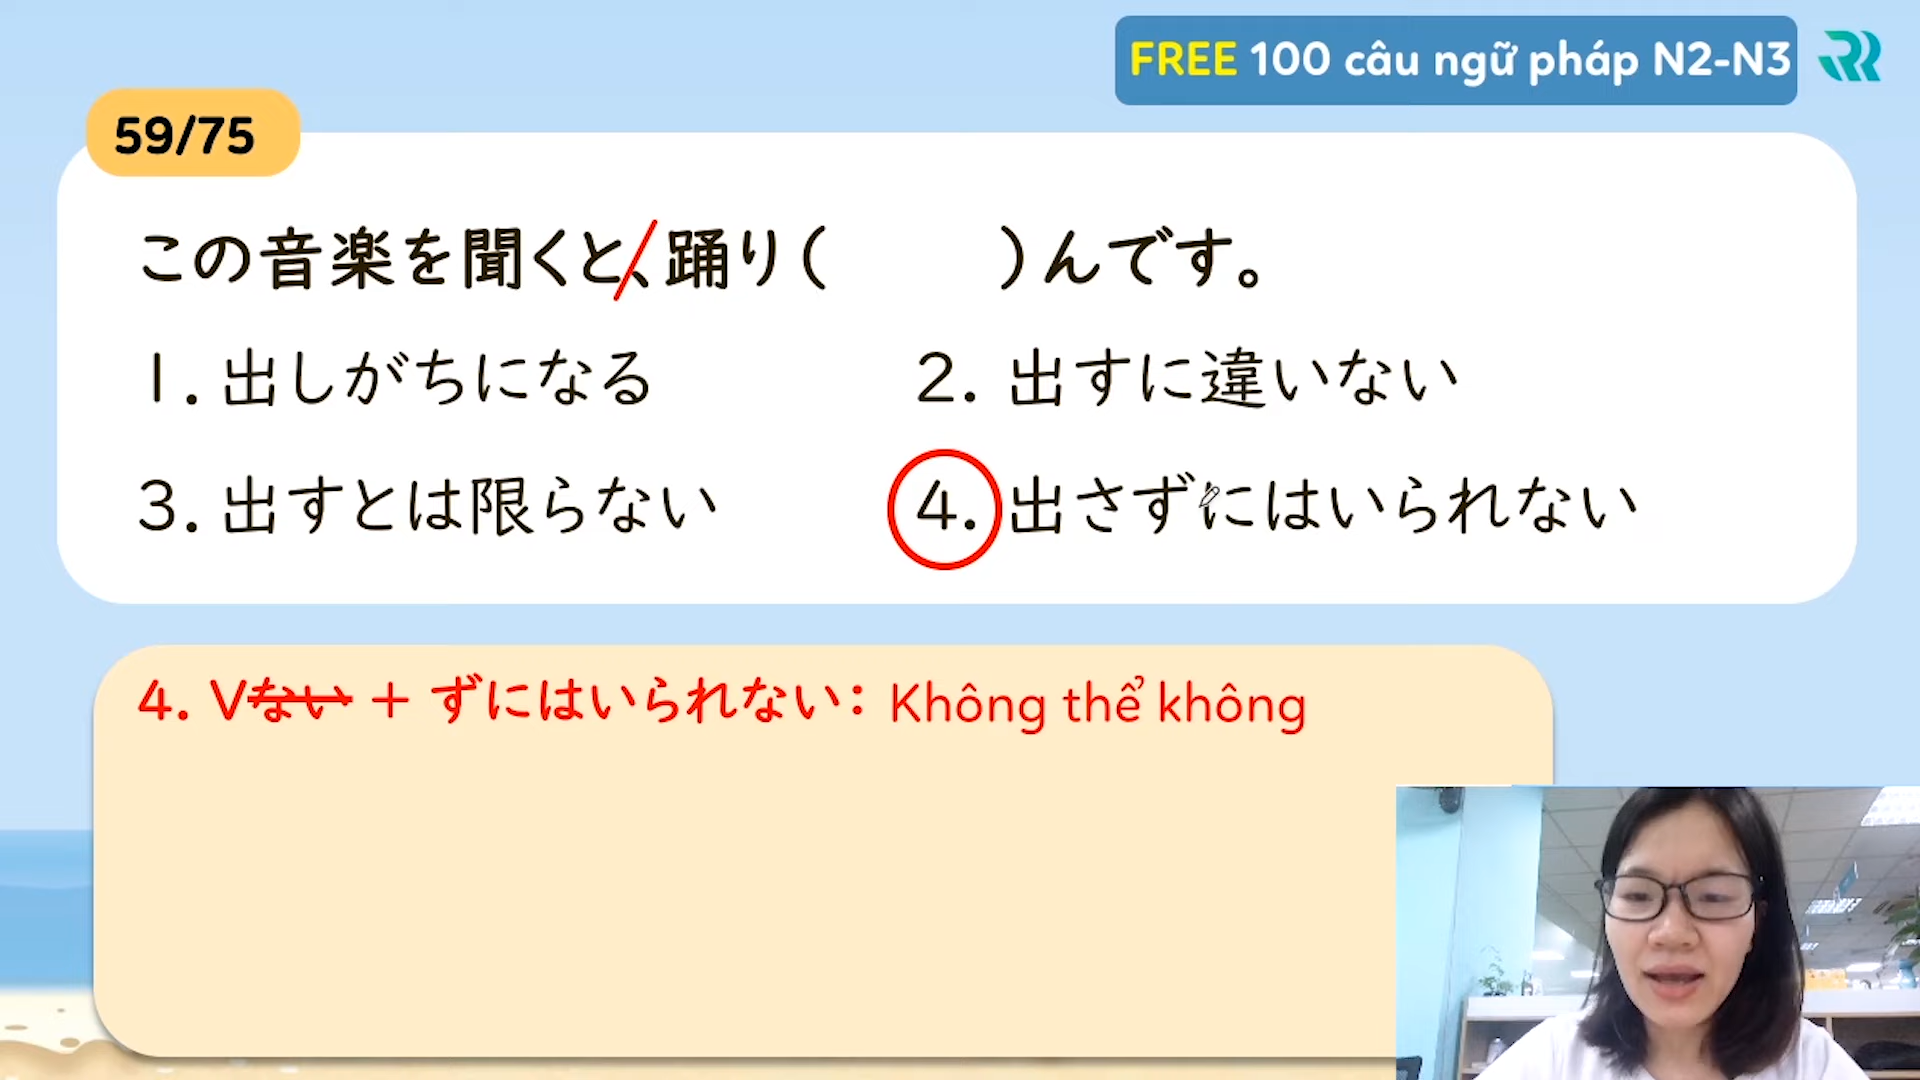 FREE 100 câu ngữ pháp N2-N3
59/75
この音楽を聞くと、踊り(　　　)んです。
1. 出しがちになる
2. 出すに違いない
3. 出すとは限らない
4. 出さずにはいられない
4. Vない + ずにはいられない: Không thể không